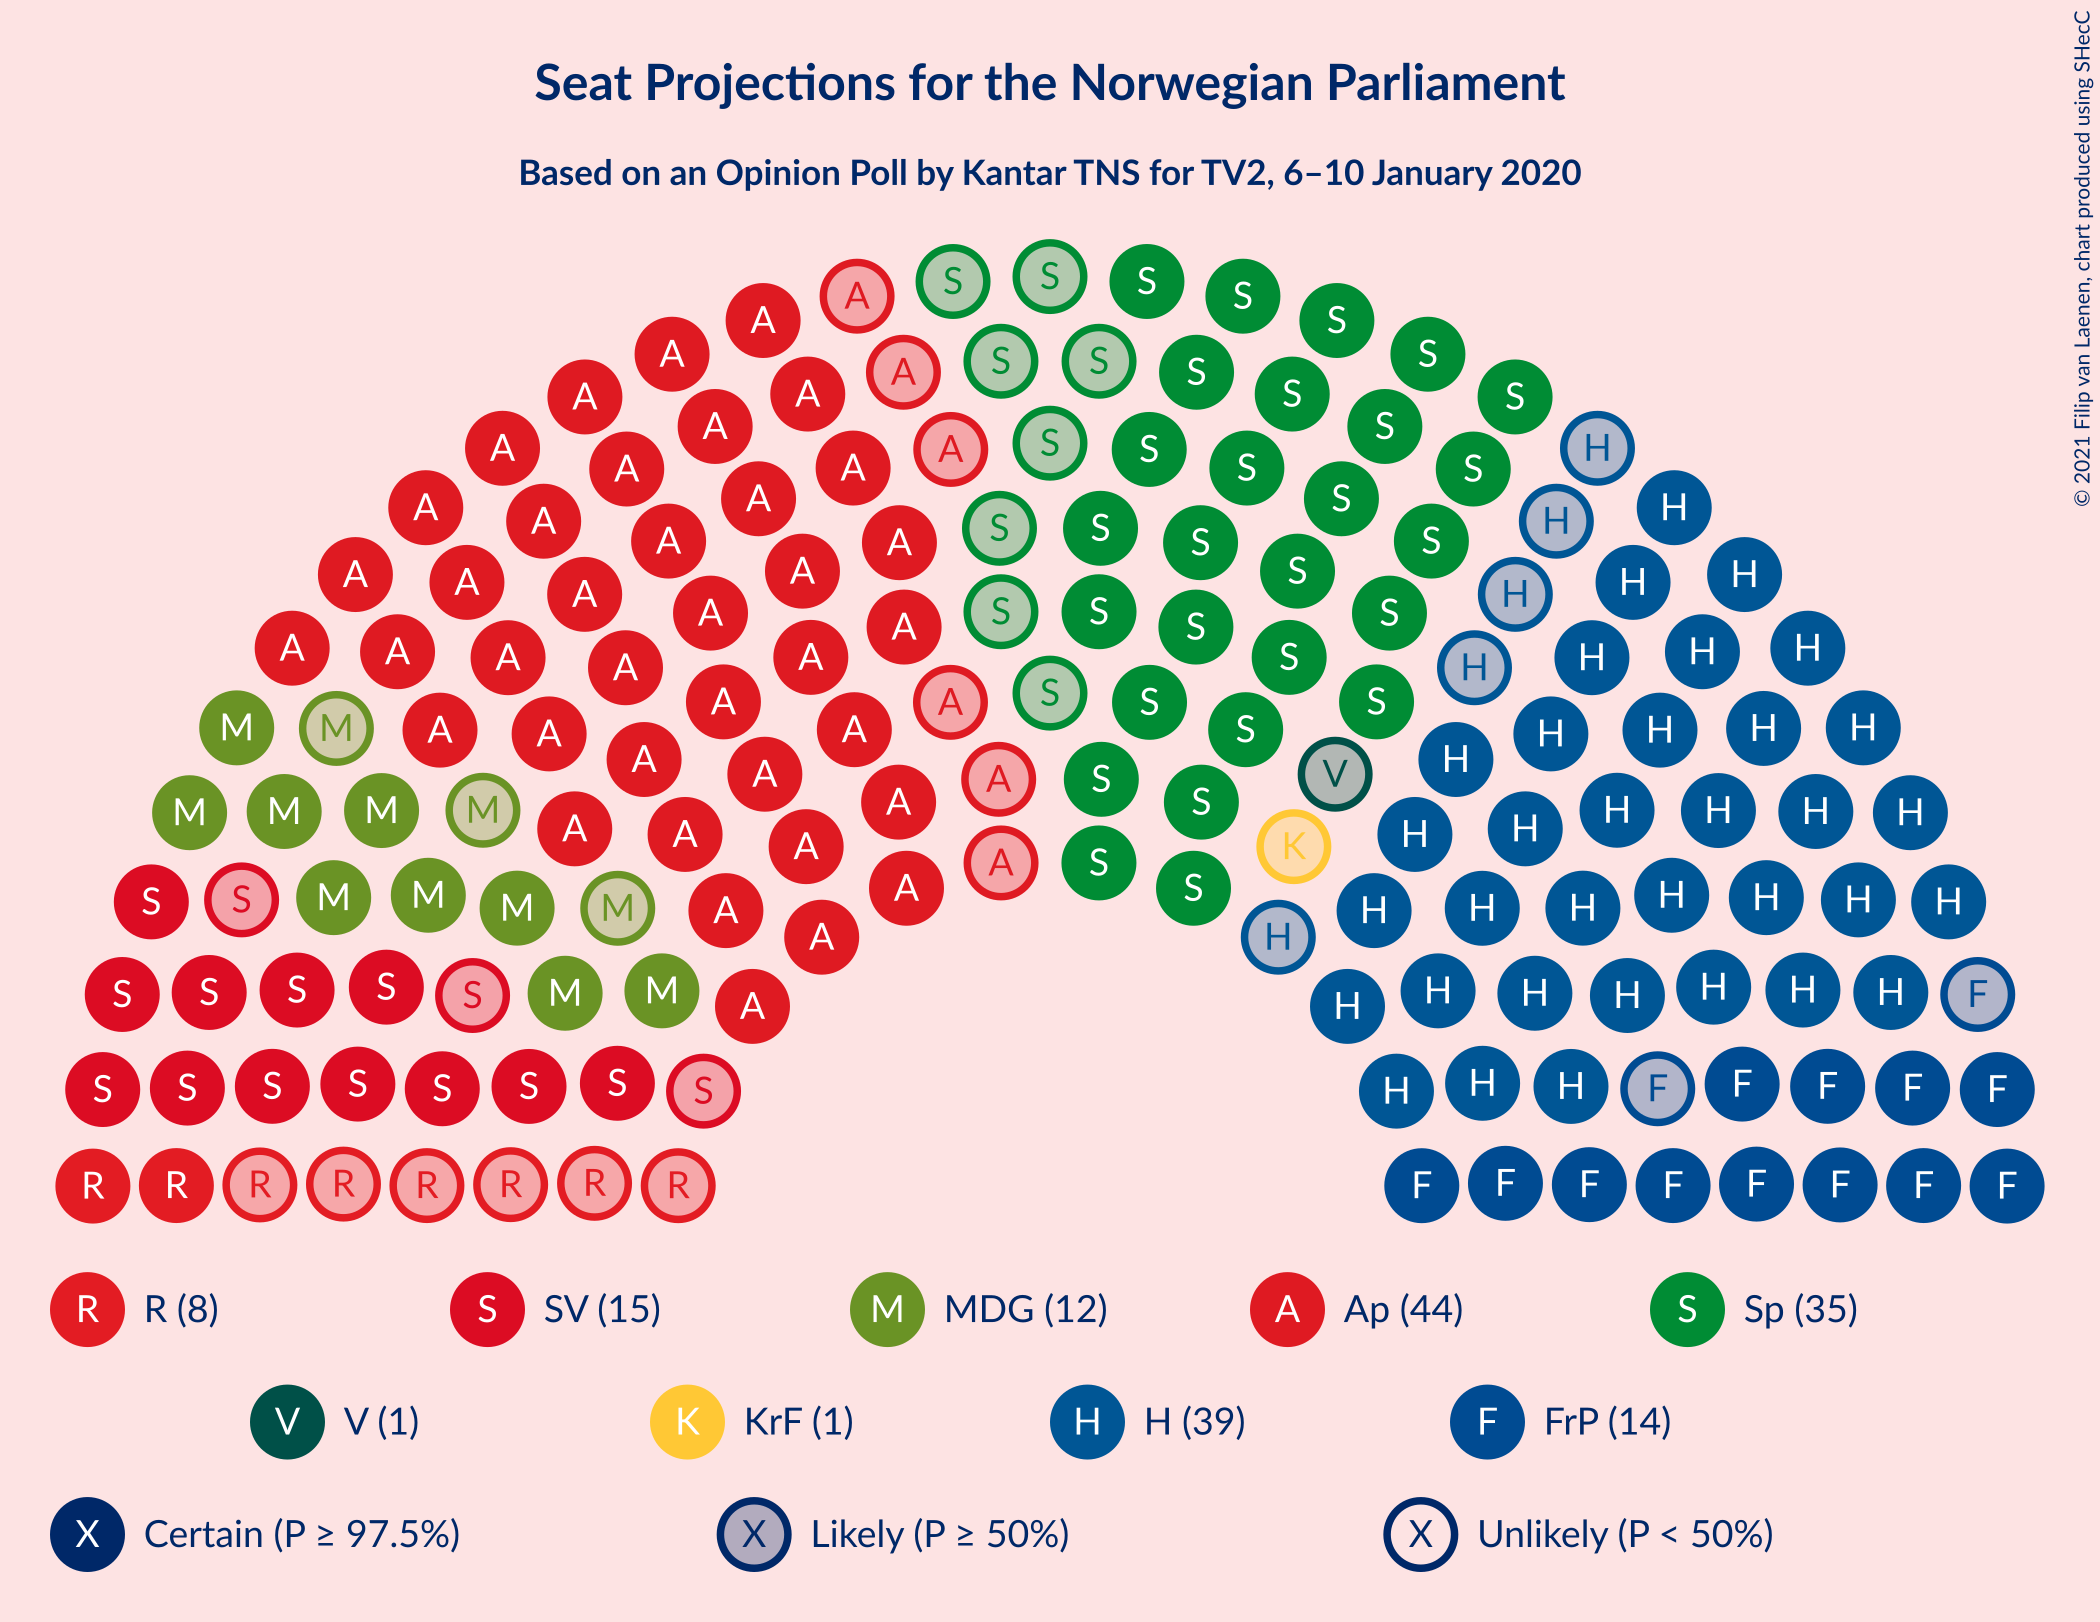 Seat Projections for the Norwegian Parliament
Based on an Opinion Poll by Kantar TNS for TV2, 6–10 January 2020
© 2021 Filip van Laenen, chart produced using SHecC
S S S S S
A A S S
A A A S S S S
A A A S S S H
A A A S S S S
A A A S S S H H
A A A A S S S S S H
A A A A S S H H
A A A A A S S S S S H H H
A A A A A A S H H H
M M A A A A A S S S H H H H
A A A A S V H
M M M M A A A A S K H H H H H H
S S M M M M A A A S S H H H H H H H H
S S S S S M M A H H H H H H H F
S S S S S S S S H H H F F F F F
R R R R R R R R F F F F F F F F
R R (8) S SV (15) M MDG (12) A Ap (44) S Sp (35)
V V (1) K KrF (1) H H (39) F FrP (14)
X Certain (P ≥ 97.5%) X Likely (P ≥ 50%) X Unlikely (P < 50%)